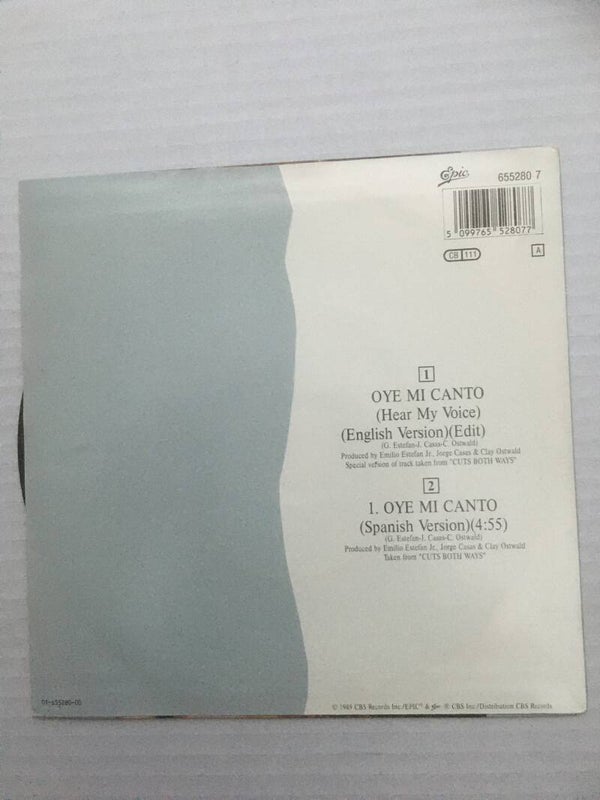 Epic
655280 7
5 099765 528077
CB 111
A
1
OYE MI CANTO
(Hear My Voice)
(English Version)(Edit)
(G. Estefan-J. Casas-C. Ostwald)
Produced by Emilio Estefan Jr., Jorge Casas & Clay Ostwald
Special version of track taken from "CUTS BOTH WAYS"
2
1. OYE MI CANTO
(Spanish Version)(4:55)
(G. Estefan-J. Casas-C. Ostwald)
Produced by Emilio Estefan Jr., Jorge Casas & Clay Ostwald
Taken from "CUTS BOTH WAYS"
01-655280-00
© 1989 CBS Records Inc./EPIC® & Epic ® CBS Inc./Distribution CBS Records